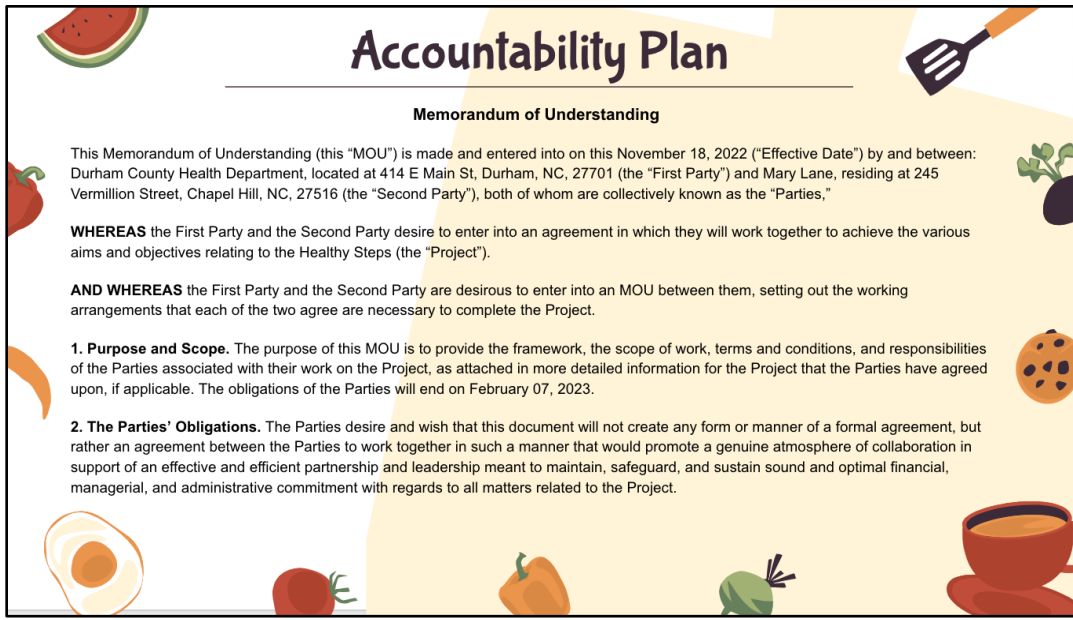 Accountability Plan
Memorandum of Understanding
This Memorandum of Understanding (this “MOU”) is made and entered into on this November 18, 2022 (“Effective Date”) by and between:
Durham County Health Department, located at 414 E Main St, Durham, NC, 27701 (the “First Party”) and Mary Lane, residing at 245
Vermillion Street, Chapel Hill, NC, 27516 (the “Second Party”), both of whom are collectively known as the “Parties,”
WHEREAS the First Party and the Second Party desire to enter into an agreement in which they will work together to achieve the various
aims and objectives relating to the Healthy Steps (the “Project”).
AND WHEREAS the First Party and the Second Party are desirous to enter into an MOU between them, setting out the working
arrangements that each of the two agree are necessary to complete the Project.
1. Purpose and Scope. The purpose of this MOU is to provide the framework, the scope of work, terms and conditions, and responsibilities
of the Parties associated with their work on the Project, as attached in more detailed information for the Project that the Parties have agreed
upon, if applicable. The obligations of the Parties will end on February 07, 2023.
2. The Parties’ Obligations. The Parties desire and wish that this document will not create any form or manner of a formal agreement, but
rather an agreement between the Parties to work together in such a manner that would promote a genuine atmosphere of collaboration in
support of an effective and efficient partnership and leadership meant to maintain, safeguard, and sustain sound and optimal financial,
managerial, and administrative commitment with regards to all matters related to the Project.